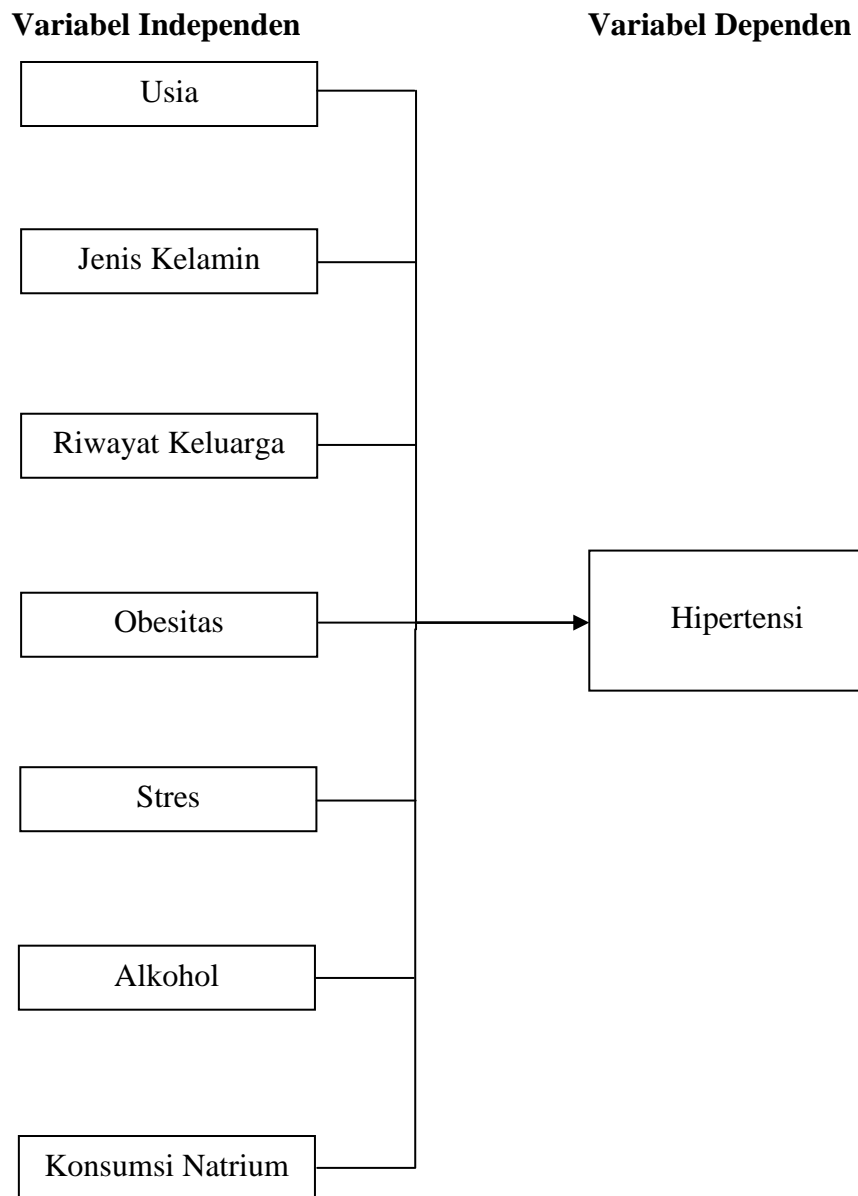 Variabel Independen
Variabel Dependen
Usia
Jenis Kelamin
Riwayat Keluarga
Obesitas
Hipertensi
Stres
Alkohol
Konsumsi Natrium